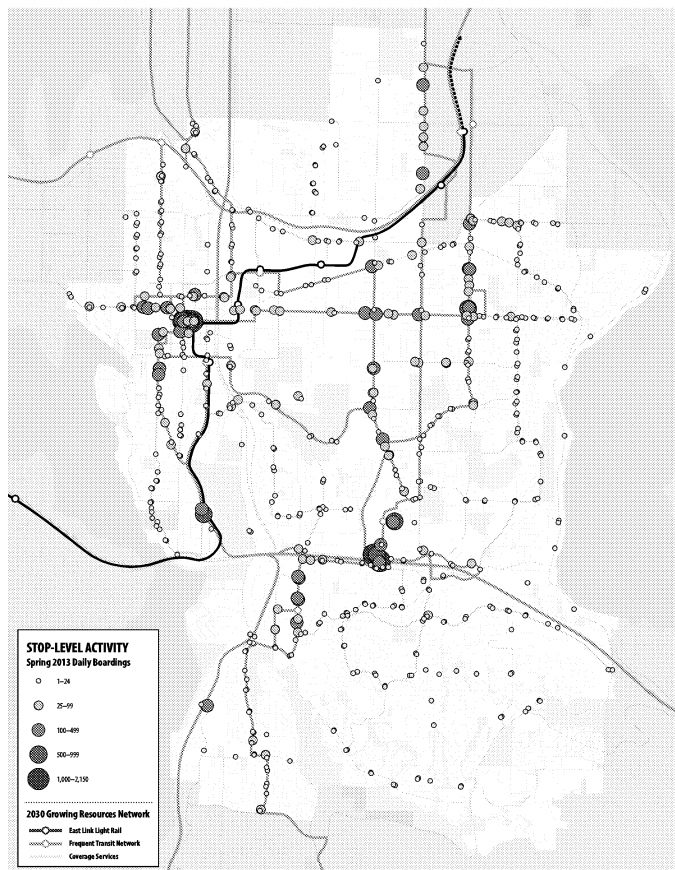 STOP-LEVEL ACTIVITY
Spring 2013 Daily Boardings
1–24
25–99
100–499
500–999
1,000–2,150
2030 Growing Resources Network
East Link Light Rail
Frequent Transit Network
Coverage Services